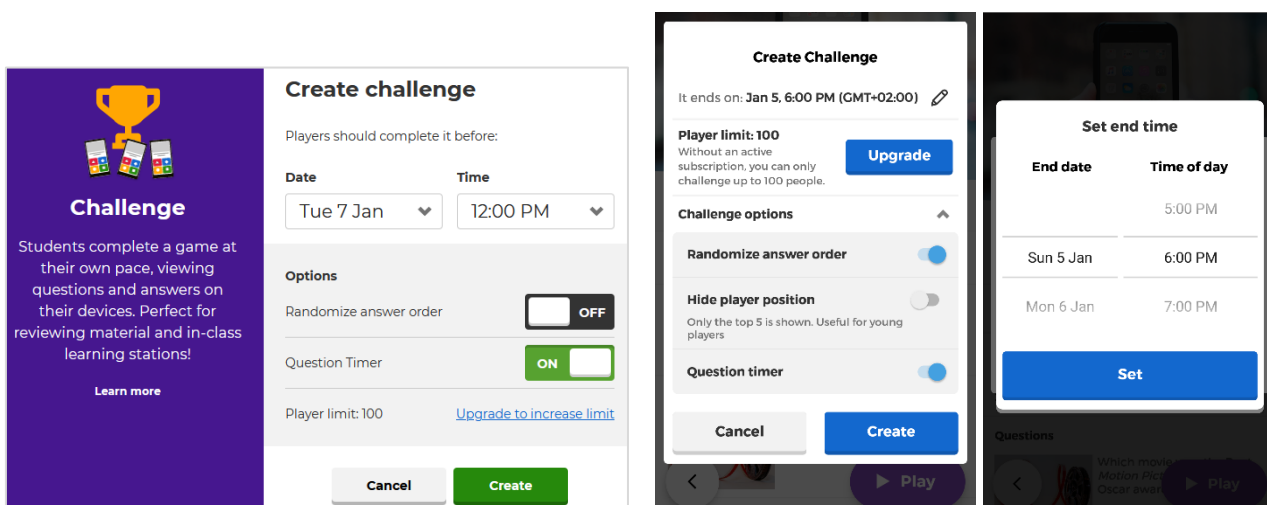 Challenge
Students complete a game at
their own pace, viewing
questions and answers on
their devices. Perfect for
reviewing material and in-class
learning stations!
Learn more
Create challenge
Players should complete it before:
Date Time
Tue 7 Jan 12:00 PM
Options
Randomize answer order OFF
Question Timer ON
Player limit: 100 Upgrade to increase limit
Cancel Create
Create Challenge
It ends on: Jan 5, 6:00 PM (GMT+02:00)
Player limit: 100
Without an active
subscription, you can only
challenge up to 100 people.
Upgrade
Challenge options
Randomize answer order
Hide player position
Only the top 5 is shown. Useful for young
players
Question timer
Cancel Create
Play
Set end time
End date Time of day
5:00 PM
Sun 5 Jan 6:00 PM
Mon 6 Jan 7:00 PM
Set
Questions
Which movie
Motion Pict
Oscar awar
Play